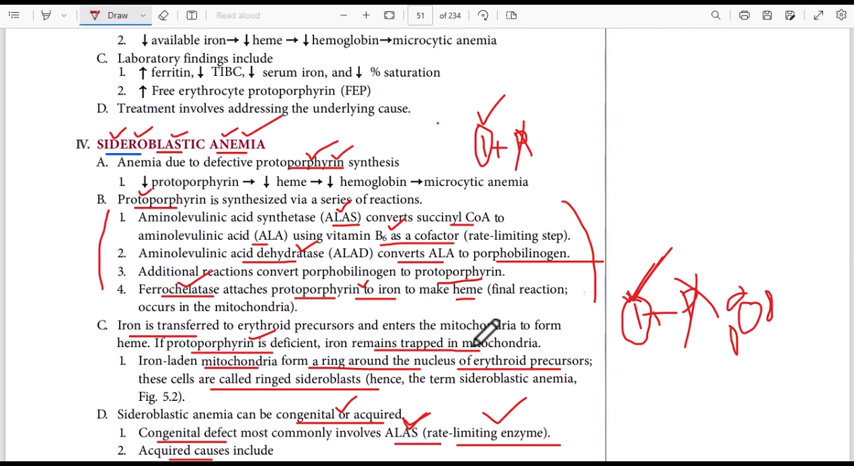 Draw
Read aloud
51 of 234
2. ↓ available iron→ ↓ heme → ↓ hemoglobin→microcytic anemia
C. Laboratory findings include
1. ↑ ferritin, ↓ TIBC, ↓ serum iron, and ↓ % saturation
2. ↑ Free erythrocyte protoporphyrin (FEP)
D. Treatment involves addressing the underlying cause.
IV. SIDEROBLASTIC ANEMIA
A. Anemia due to defective protoporphyrin synthesis
1. ↓ protoporphyrin → ↓ heme → ↓ hemoglobin →microcytic anemia
B. Protoporphyrin is synthesized via a series of reactions.
1. Aminolevulinic acid synthetase (ALAS) converts succinyl CoA to
aminolevulinic acid (ALA) using vitamin B6 as a cofactor (rate-limiting step).
2. Aminolevulinic acid dehydratase (ALAD) converts ALA to porphobilinogen.
3. Additional reactions convert porphobilinogen to protoporphyrin.
4. Ferrochelatase attaches protoporphyrin to iron to make heme (final reaction;
occurs in the mitochondria).
C. Iron is transferred to erythroid precursors and enters the mitochondria to form
heme. If protoporphyrin is deficient, iron remains trapped in mitochondria.
1. Iron-laden mitochondria form a ring around the nucleus of erythroid precursors;
these cells are called ringed sideroblasts (hence, the term sideroblastic anemia,
Fig. 5.2).
D. Sideroblastic anemia can be congenital or acquired.
1. Congenital defect most commonly involves ALAS (rate-limiting enzyme).
2. Acquired causes include